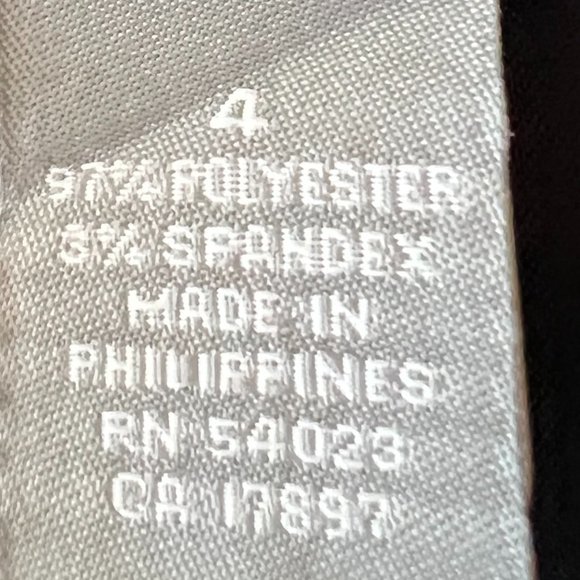 4
97% POLYESTER
3% SPANDEX
MADE IN
PHILIPPINES
RN 54023
CA 17897